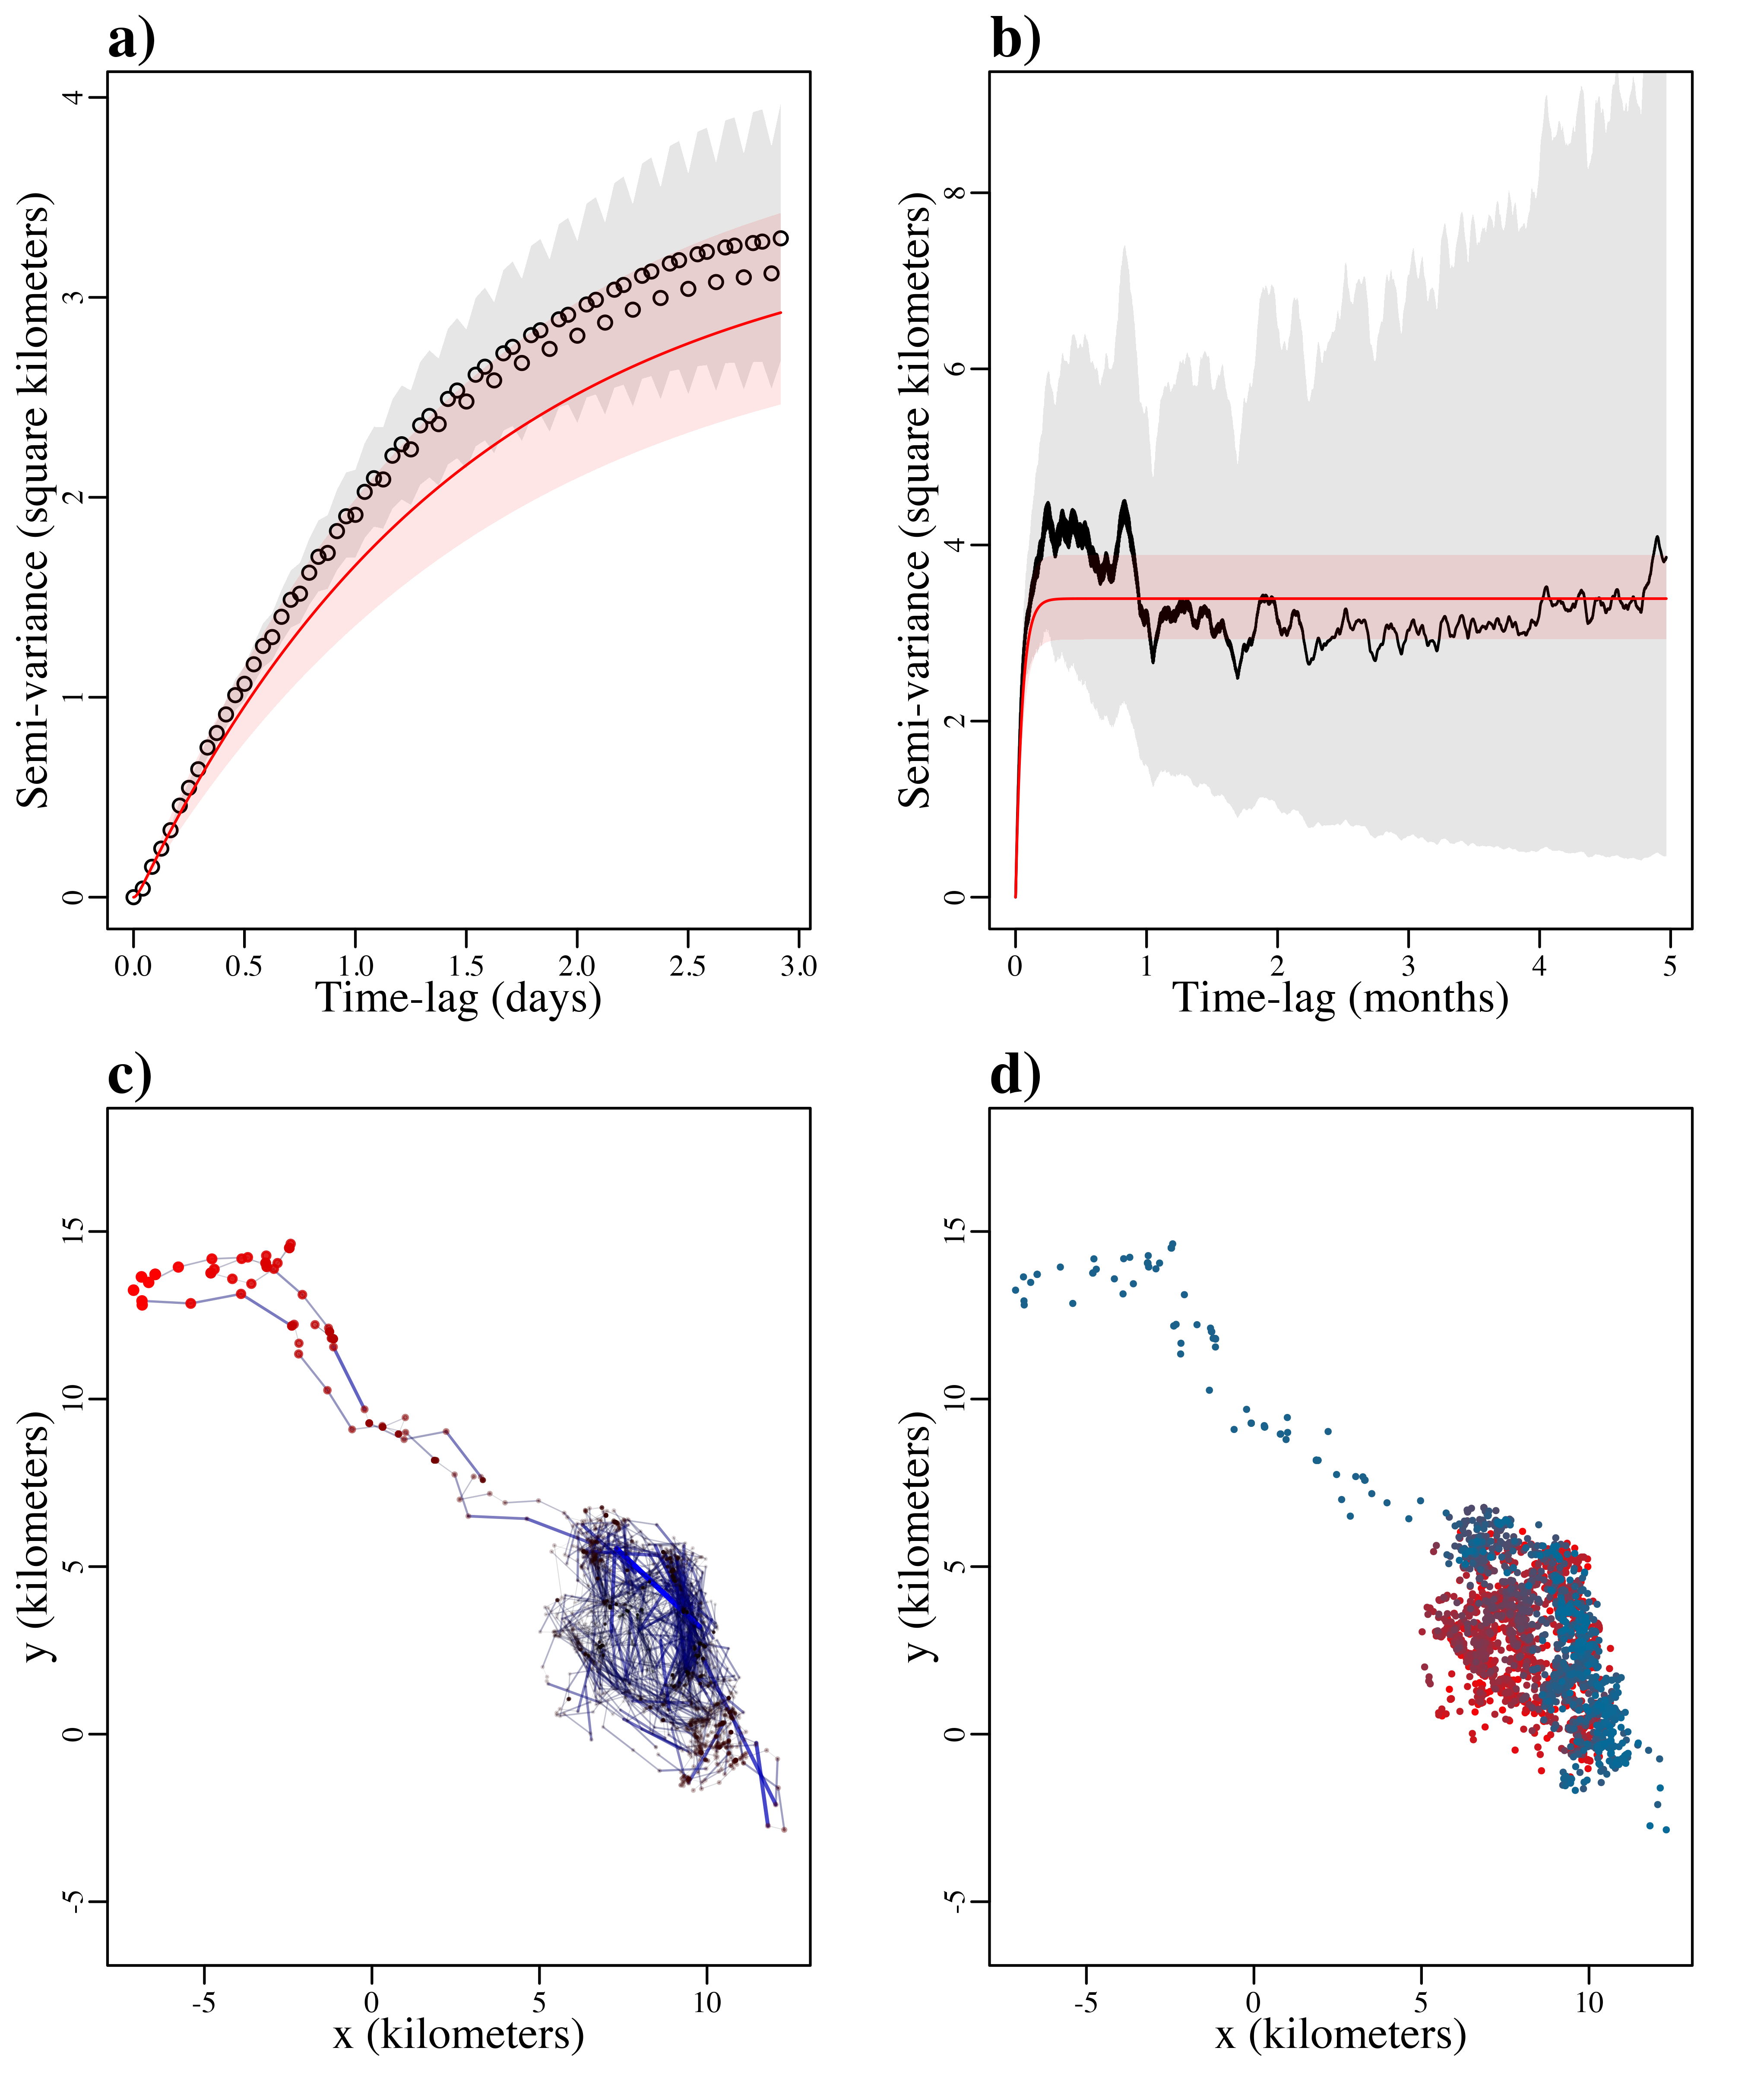 a)
Semi-variance (square kilometers)
4
3
2
1
0
0.0 0.5 1.0 1.5 2.0 2.5 3.0
Time-lag (days)
b)
Semi-variance (square kilometers)
8
6
4
2
0
0 1 2 3 4 5
Time-lag (months)
c)
y (kilometers)
15
10
5
0
-5
-5 0 5 10
x (kilometers)
d)
y (kilometers)
15
10
5
0
-5
-5 0 5 10
x (kilometers)